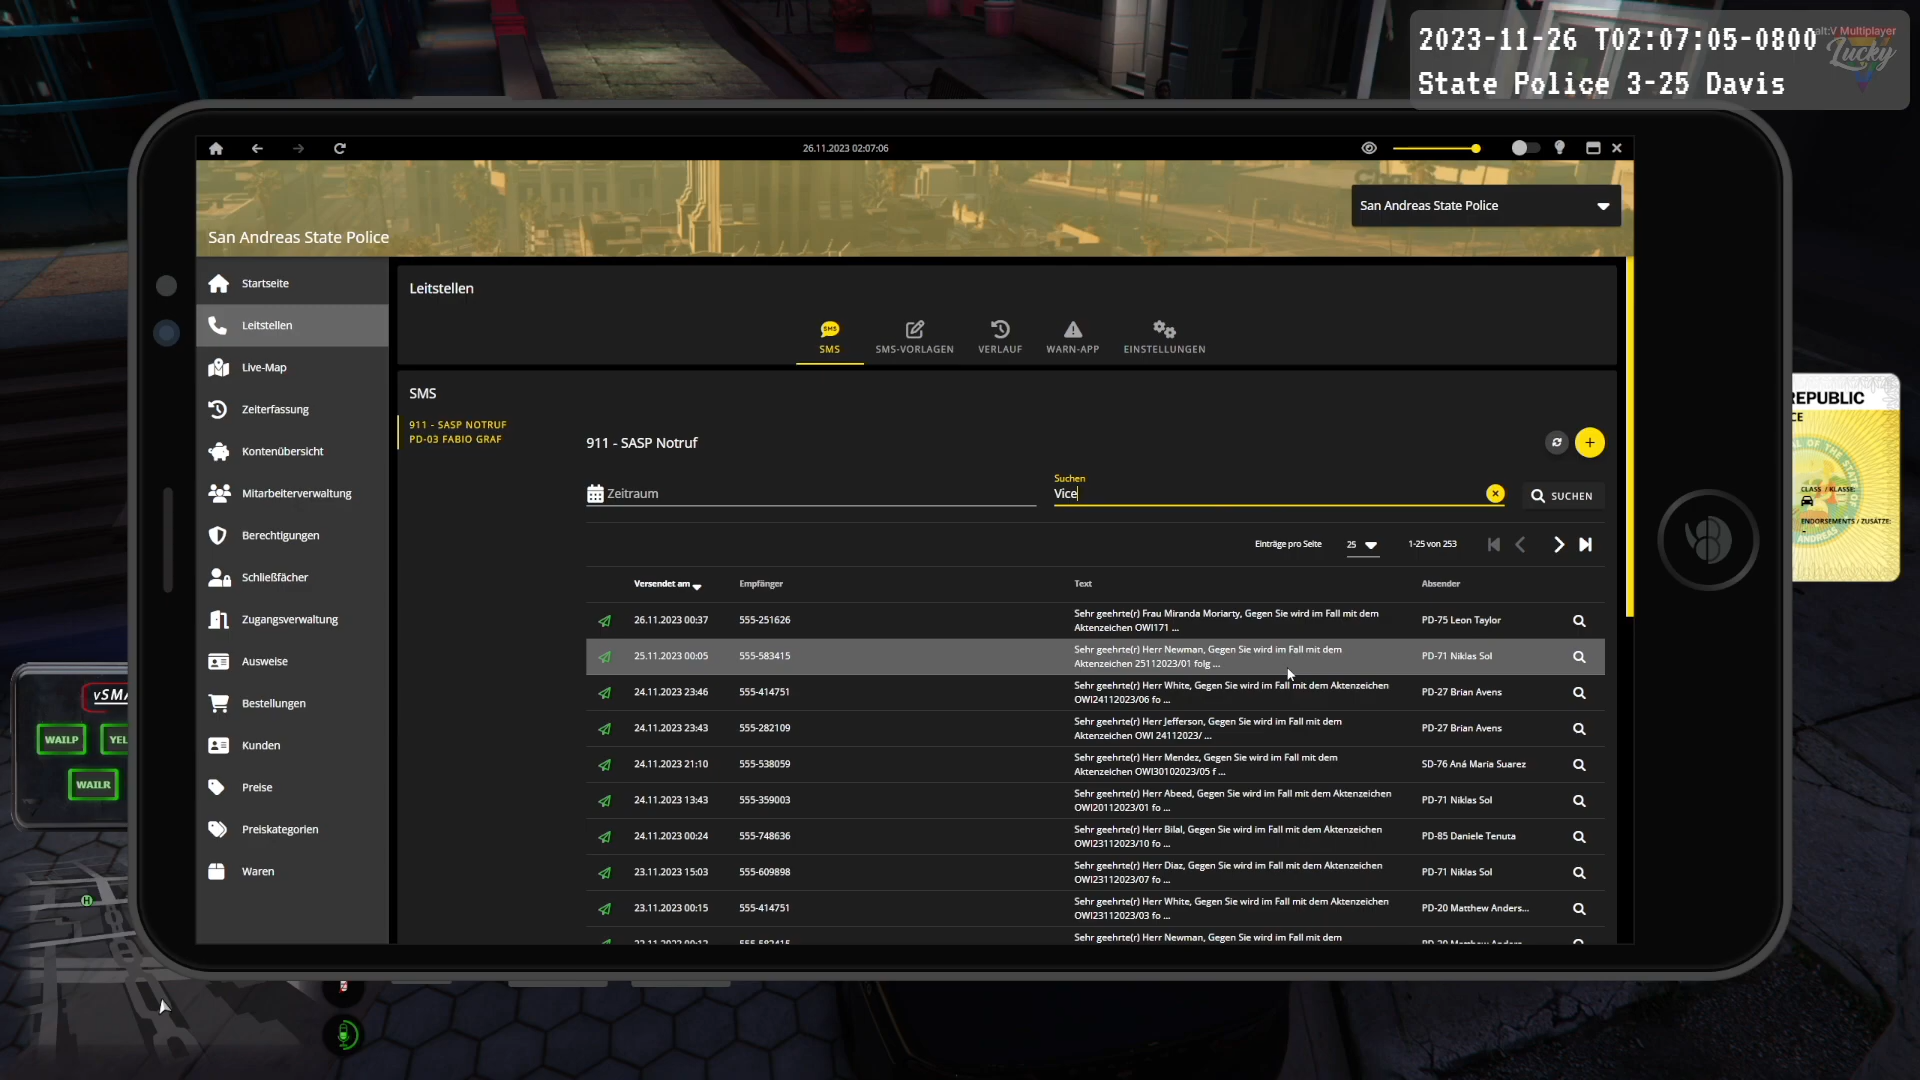 2023-11-26 T02:07:05-0800
State Police 3-25 Davis
alt:V Multiplayer
Lucky
26.11.2023 02:07:06
San Andreas State Police
San Andreas State Police
Startseite
Leitstellen
Live-Map
Zeiterfassung
Kontenübersicht
Mitarbeiterverwaltung
Berechtigungen
Schließfächer
Zugangsverwaltung
Ausweise
Bestellungen
Kunden
Preise
Preiskategorien
Waren
Leitstellen
SMS
SMS SMS-VORLAGEN VERLAUF WARN-APP EINSTELLUNGEN
SMS
911 - SASP NOTRUF
PD-03 FABIO GRAF
911 - SASP Notruf
Zeitraum
Suchen
Vice
SUCHEN
Einträge pro Seite 25 1-25 von 253
Versendet am Empfänger Text Absender
26.11.2023 00:37 555-251626 Sehr geehrte(r) Frau Miranda Moriarty, Gegen Sie wird im Fall mit dem PD-75 Leon Taylor
Aktenzeichen OWI171 ...
25.11.2023 00:05 555-583415 Sehr geehrte(r) Herr Newman, Gegen Sie wird im Fall mit dem PD-71 Niklas Sol
Aktenzeichen 25112023/01 folg ...
24.11.2023 23:46 555-414751 Sehr geehrte(r) Herr White, Gegen Sie wird im Fall mit dem Aktenzeichen PD-27 Brian Avens
OWI24112023/06 fo ...
24.11.2023 23:43 555-282109 Sehr geehrte(r) Herr Jefferson, Gegen Sie wird im Fall mit dem PD-27 Brian Avens
Aktenzeichen OWI 24112023/ ...
24.11.2023 21:10 555-538059 Sehr geehrte(r) Herr Mendez, Gegen Sie wird im Fall mit dem SD-76 Aná María Suarez
Aktenzeichen OWI30102023/05 f ...
24.11.2023 13:43 555-359003 Sehr geehrte(r) Herr Abeed, Gegen Sie wird im Fall mit dem Aktenzeichen PD-71 Niklas Sol
OWI20112023/01 fo ...
24.11.2023 00:24 555-748636 Sehr geehrte(r) Herr Bilal, Gegen Sie wird im Fall mit dem Aktenzeichen PD-85 Daniele Tenuta
OWI23112023/10 fo ...
23.11.2023 15:03 555-609898 Sehr geehrte(r) Herr Diaz, Gegen Sie wird im Fall mit dem Aktenzeichen PD-71 Niklas Sol
OWI23112023/07 fo ...
23.11.2023 00:15 555-414751 Sehr geehrte(r) Herr White, Gegen Sie wird im Fall mit dem Aktenzeichen PD-20 Matthew Anders...
OWI23112023/03 fo ...
Sehr geehrte(r) Herr Newman, Gegen Sie wird im Fall mit dem
REPUBLIC
CE
CLASS / KLASSE:
ENDORSEMENTS / ZUSÄTZE:
vSMA
WAILP
YEL
WAILR
H